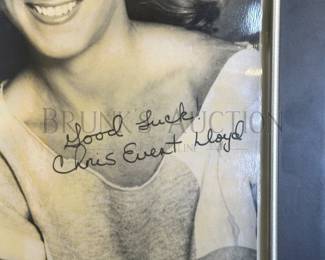 BRUNK AUCTION
Good Luck!
Chris Evert Lloyd